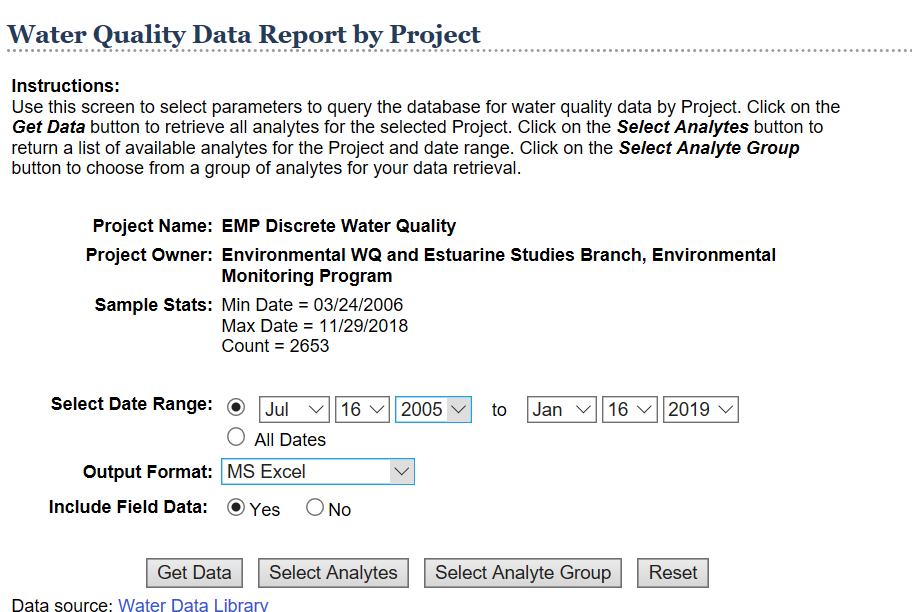 Water Quality Data Report by Project
Instructions:
Use this screen to select parameters to query the database for water quality data by Project. Click on the
Get Data button to retrieve all analytes for the selected Project. Click on the Select Analytes button to
return a list of available analytes for the Project and date range. Click on the Select Analyte Group
button to choose from a group of analytes for your data retrieval.
Project Name: EMP Discrete Water Quality
Project Owner: Environmental WQ and Estuarine Studies Branch, Environmental
Monitoring Program
Sample Stats: Min Date = 03/24/2006
Max Date = 11/29/2018
Count = 2653
Select Date Range: Jul 16 2005 to Jan 16 2019
All Dates
Output Format: MS Excel
Include Field Data: Yes No
Get Data Select Analytes Select Analyte Group Reset
Data source: Water Data Library